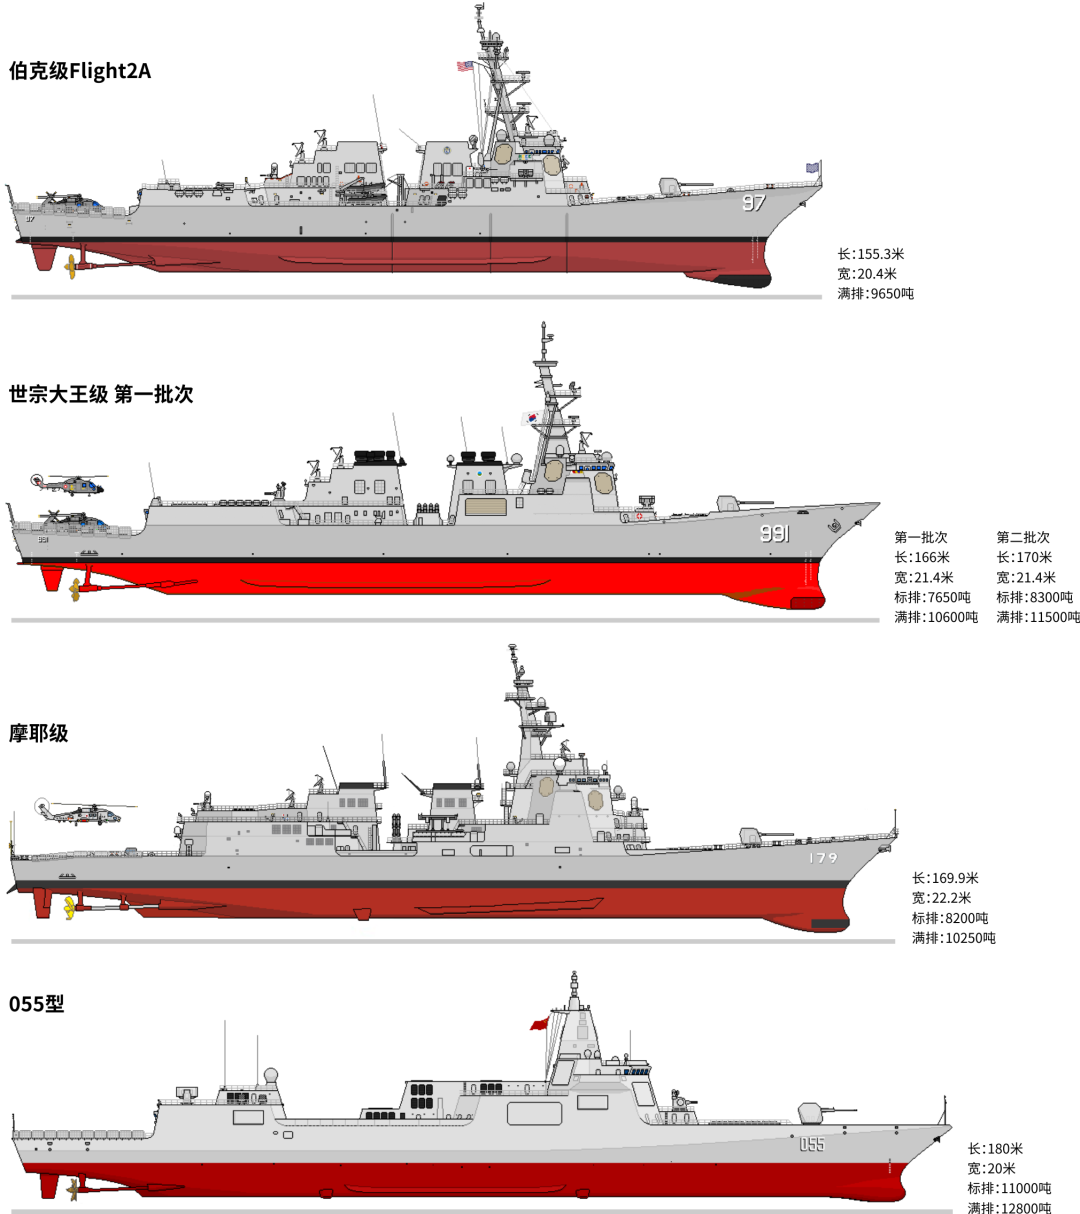 伯克级Flight2A
97
97
长:155.3米
宽:20.4米
满排:9650吨
世宗大王级 第一批次
991
991
第一批次
长:166米
宽:21.4米
标排:7650吨
满排:10600吨
第二批次
长:170米
宽:21.4米
标排:8300吨
满排:11500吨
摩耶级
179
长:169.9米
宽:22.2米
标排:8200吨
满排:10250吨
055型
055
长:180米
宽:20米
标排:11000吨
满排:12800吨